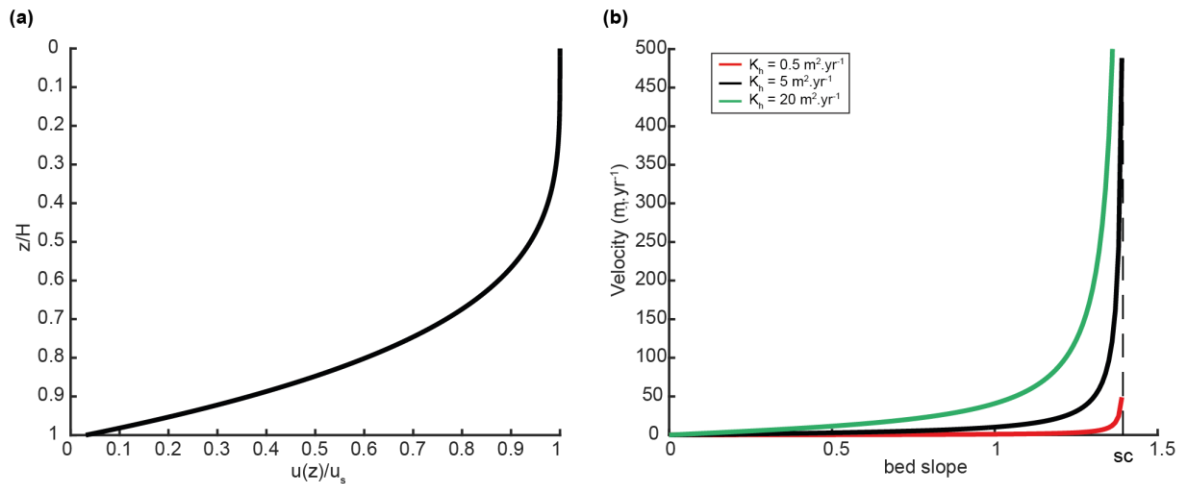 (a)
0
0.1
0.2
0.3
0.4
0.5
0.6
0.7
0.8
0.9
1
z/H
0 0.1 0.2 0.3 0.4 0.5 0.6 0.7 0.8 0.9 1
u(z)/u_s
(b)
500
450
400
350
300
250
200
150
100
50
0
Velocity (m.yr⁻¹)
K_h = 0.5 m².yr⁻¹
K_h = 5 m².yr⁻¹
K_h = 20 m².yr⁻¹
0 0.5 1 sc 1.5
bed slope